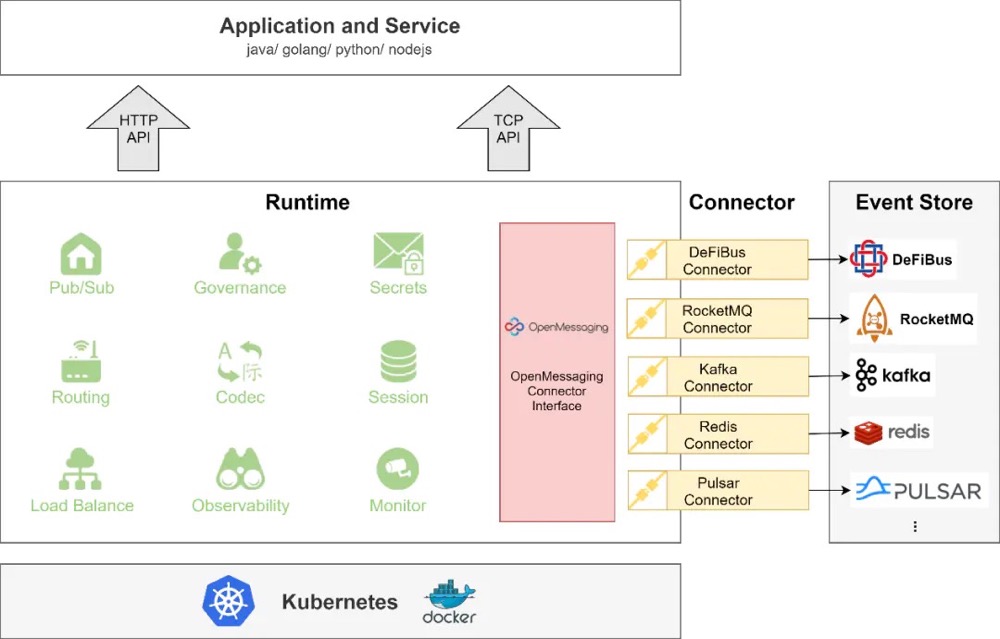 Application and Service
java/ golang/ python/ nodejs
HTTP
API
TCP
API
Runtime
Pub/Sub
Governance
Secrets
Routing
A
际
Codec
Session
Load Balance
Observability
Monitor
OpenMessaging
OpenMessaging
Connector
Interface
Connector
DeFiBus
Connector
RocketMQ
Connector
Kafka
Connector
Redis
Connector
Pulsar
Connector
Event Store
DeFiBus
RocketMQ
kafka
redis
PULSAR
⋮
Kubernetes
docker